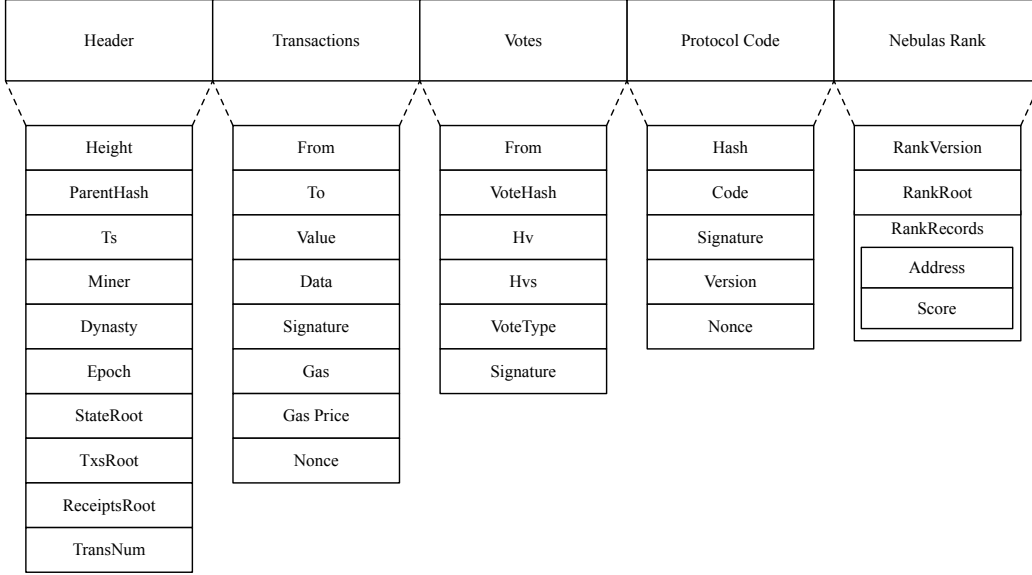 Header
Transactions
Votes
Protocol Code
Nebulas Rank
Height
ParentHash
Ts
Miner
Dynasty
Epoch
StateRoot
TxsRoot
ReceiptsRoot
TransNum
From
To
Value
Data
Signature
Gas
Gas Price
Nonce
From
VoteHash
Hv
Hvs
VoteType
Signature
Hash
Code
Signature
Version
Nonce
RankVersion
RankRoot
RankRecords
Address
Score